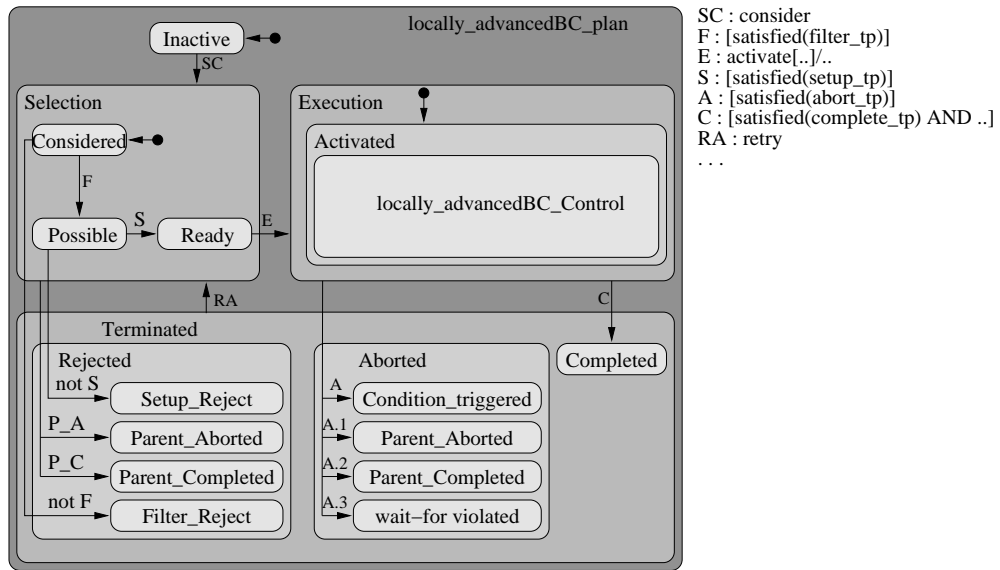 locally_advancedBC_plan
Inactive
SC
Selection
Considered
F
Possible
S
Ready
E
Execution
Activated
locally_advancedBC_Control
RA
C
Terminated
Rejected
not S
Setup_Reject
P_A
Parent_Aborted
P_C
Parent_Completed
not F
Filter_Reject
Aborted
A
Condition_triggered
A.1
Parent_Aborted
A.2
Parent_Completed
A.3
wait−for violated
Completed
SC : consider
F : [satisfied(filter_tp)]
E : activate[..]/..
S : [satisfied(setup_tp)]
A : [satisfied(abort_tp)]
C : [satisfied(complete_tp) AND ..]
RA : retry
. . .